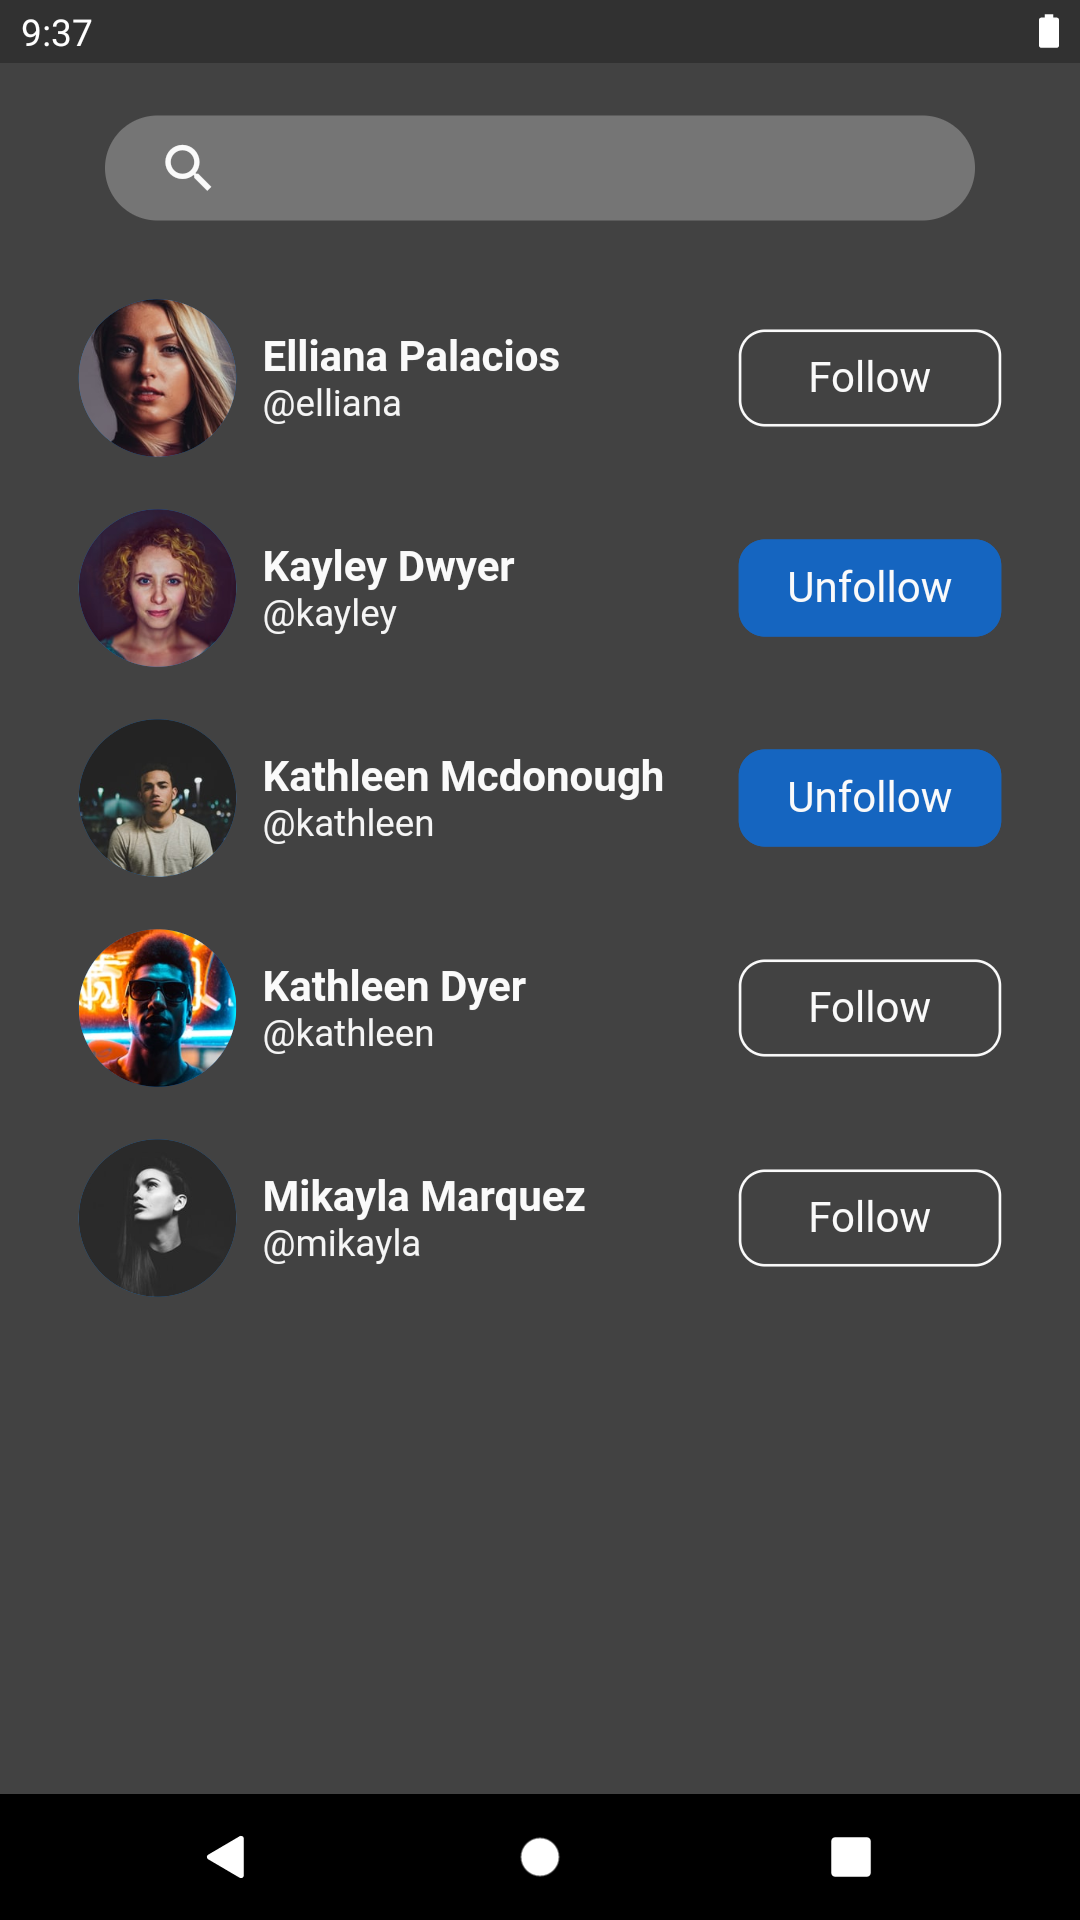 9:37
Elliana Palacios
@elliana
Follow
Kayley Dwyer
@kayley
Unfollow
Kathleen Mcdonough
@kathleen
Unfollow
Kathleen Dyer
@kathleen
Follow
Mikayla Marquez
@mikayla
Follow